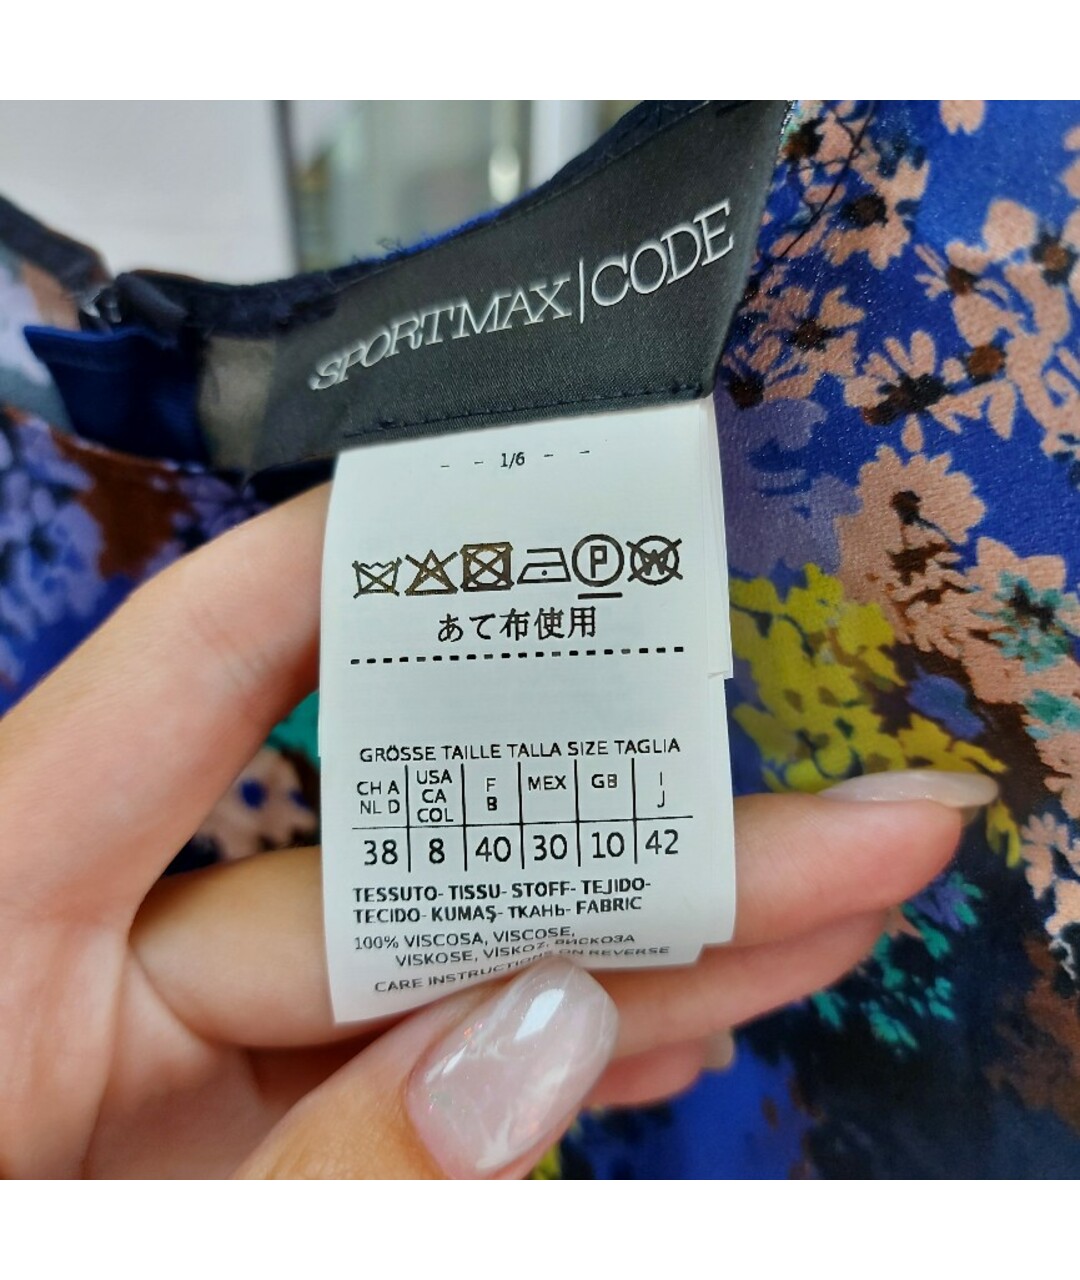 SPORTMAX|CODE
- - 1/6 - -
P W
あて布使用
GRÖSSE TAILLE TALLA SIZE TAGLIA
CH A NL D | USA CA COL | F B | MEX | GB | I J
38 | 8 | 40 | 30 | 10 | 42
TESSUTO- TISSU- STOFF- TEJIDO-
TECIDO- KUMAŞ- ТКАНЬ- FABRIC
100% VISCOSA, VISCOSE,
VISKOSE, VISKOZ, ВИСКОЗА
CARE INSTRUCTIONS ON REVERSE